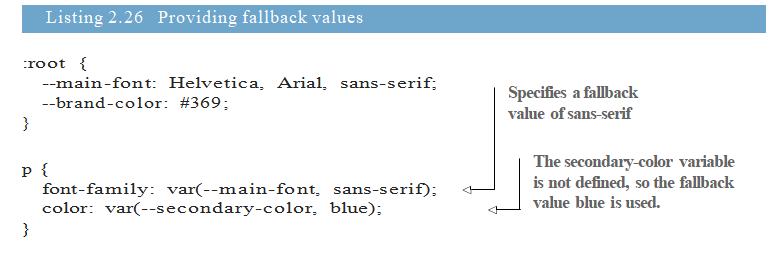 Listing 2.26 Providing fallback values
:root {
--main-font: Helvetica, Arial, sans-serif;
--brand-color: #369;
}
p {
font-family: var(--main-font, sans-serif);
color: var(--secondary-color, blue);
}
Specifies a fallback
value of sans-serif
The secondary-color variable
is not defined, so the fallback
value blue is used.